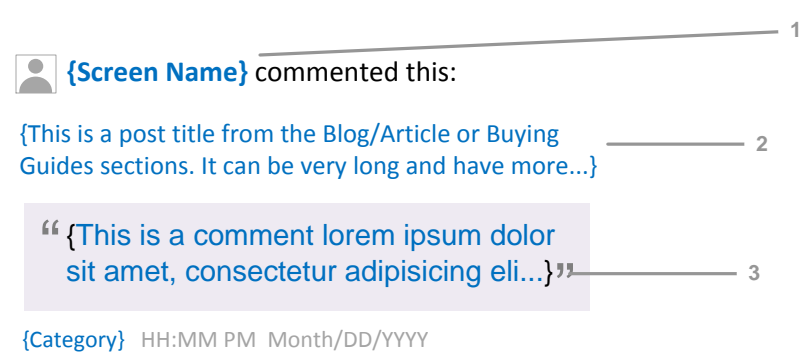 1
{Screen Name} commented this:
{This is a post title from the Blog/Article or Buying
2
Guides sections. It can be very long and have more...}
“ {This is a comment lorem ipsum dolor
sit amet, consectetur adipisicing eli...}”
3
{Category} HH:MM PM Month/DD/YYYY